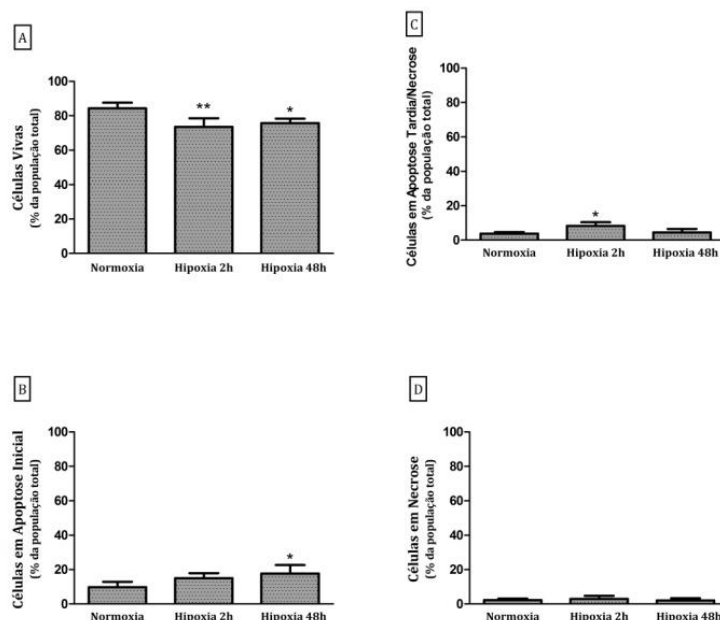 A
Células Vivas
(% da população total)
100
80
60
40
20
0
**
*
Normoxia
Hipoxia 2h
Hipoxia 48h
C
Células em Apoptose Tardia/Necrose
(% da população total)
100
80
60
40
20
0
*
Normoxia
Hipoxia 2h
Hipoxia 48h
B
Células em Apoptose Inicial
(% da população total)
100
80
60
40
20
0
*
Normoxia
Hipoxia 2h
Hipoxia 48h
D
Células em Necrose
(% da população total)
100
80
60
40
20
0
Normoxia
Hipoxia 2h
Hipoxia 48h